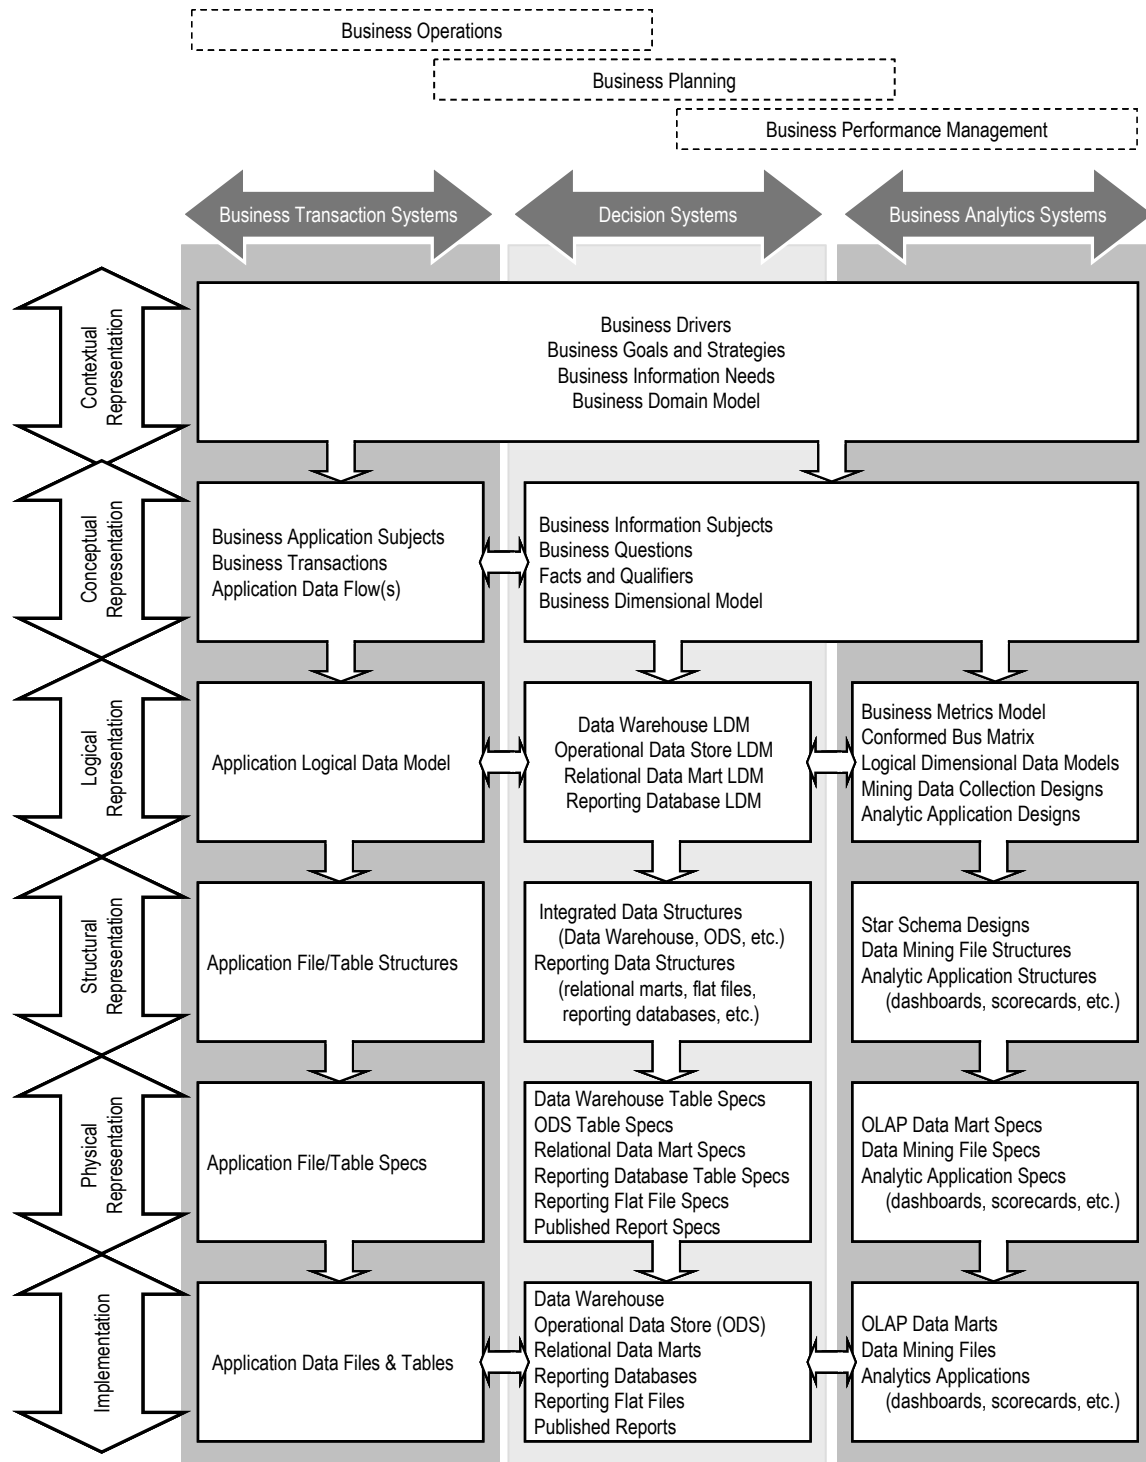 Business Operations
Business Planning
Business Performance Management
Business Transaction Systems
Decision Systems
Business Analytics Systems
Contextual
Representation
Business Drivers
Business Goals and Strategies
Business Information Needs
Business Domain Model
Conceptual
Representation
Business Application Subjects
Business Transactions
Application Data Flow(s)
Business Information Subjects
Business Questions
Facts and Qualifiers
Business Dimensional Model
Logical
Representation
Application Logical Data Model
Data Warehouse LDM
Operational Data Store LDM
Relational Data Mart LDM
Reporting Database LDM
Business Metrics Model
Conformed Bus Matrix
Logical Dimensional Data Models
Mining Data Collection Designs
Analytic Application Designs
Structural
Representation
Application File/Table Structures
Integrated Data Structures
(Data Warehouse, ODS, etc.)
Reporting Data Structures
(relational marts, flat files,
reporting databases, etc.)
Star Schema Designs
Data Mining File Structures
Analytic Application Structures
(dashboards, scorecards, etc.)
Physical
Representation
Application File/Table Specs
Data Warehouse Table Specs
ODS Table Specs
Relational Data Mart Specs
Reporting Database Table Specs
Reporting Flat File Specs
Published Report Specs
OLAP Data Mart Specs
Data Mining File Specs
Analytic Application Specs
(dashboards, scorecards, etc.)
Implementation
Application Data Files & Tables
Data Warehouse
Operational Data Store (ODS)
Relational Data Marts
Reporting Databases
Reporting Flat Files
Published Reports
OLAP Data Marts
Data Mining Files
Analytics Applications
(dashboards, scorecards, etc.)